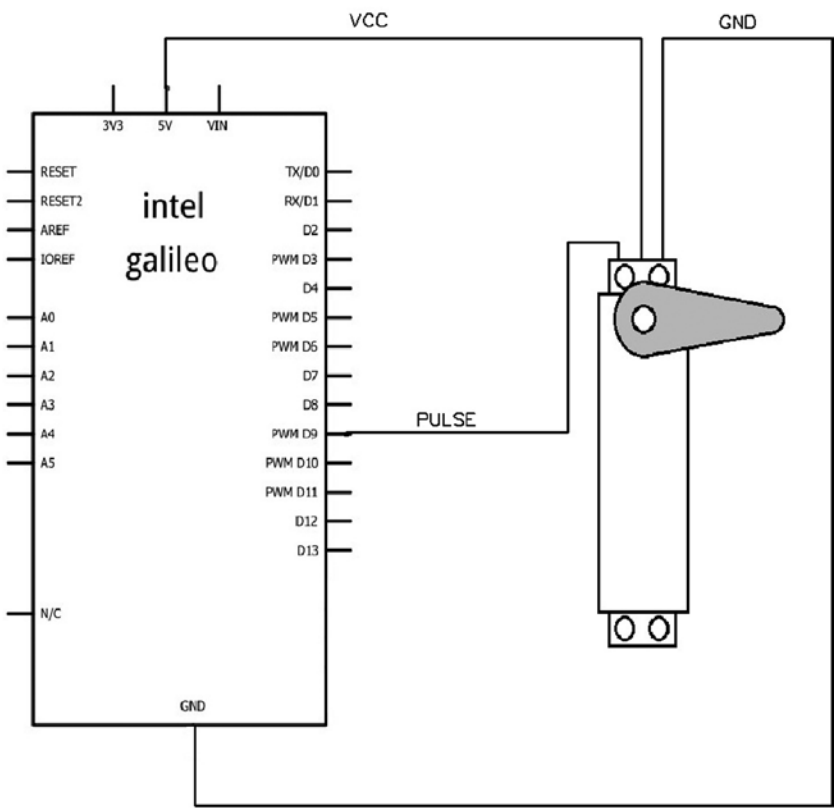 VCC
GND
3V3
5V
VIN
RESET
RESET2
AREF
IOREF
A0
A1
A2
A3
A4
A5
N/C
intel
galileo
TX/D0
RX/D1
D2
PWM D3
D4
PWM D5
PWM D6
D7
D8
PWM D9
PWM D10
PWM D11
D12
D13
PULSE
GND